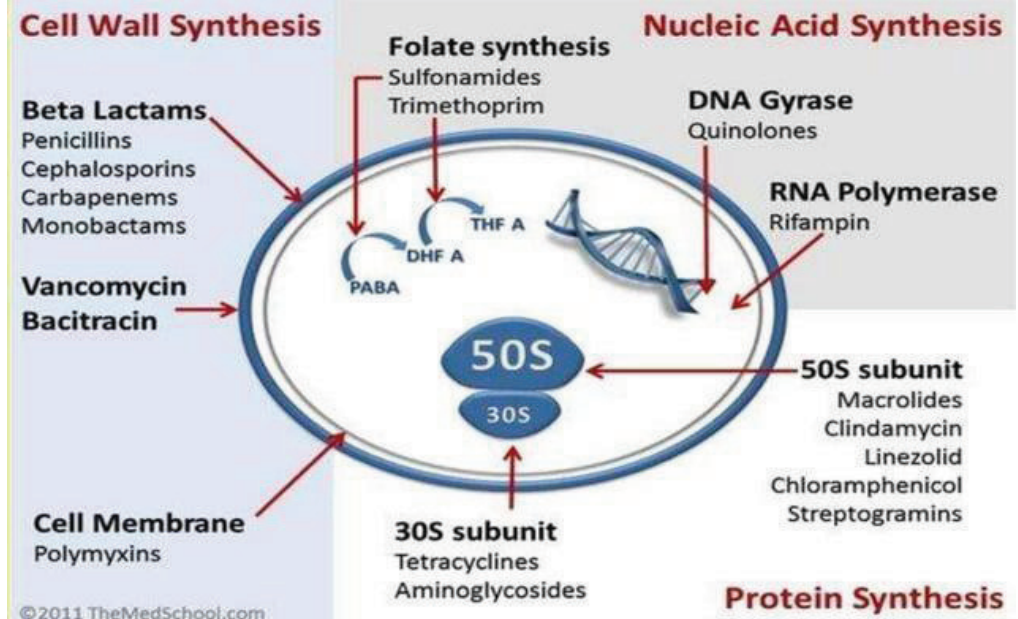 Cell Wall Synthesis
Nucleic Acid Synthesis
Folate synthesis
Sulfonamides
Trimethoprim
Beta Lactams
Penicillins
Cephalosporins
Carbapenems
Monobactams
DNA Gyrase
Quinolones
RNA Polymerase
Rifampin
THF A
DHF A
PABA
Vancomycin
Bacitracin
50S
30S
50S subunit
Macrolides
Clindamycin
Linezolid
Chloramphenicol
Streptogramins
Cell Membrane
Polymyxins
30S subunit
Tetracyclines
Aminoglycosides
Protein Synthesis
©2011 TheMedSchool.com